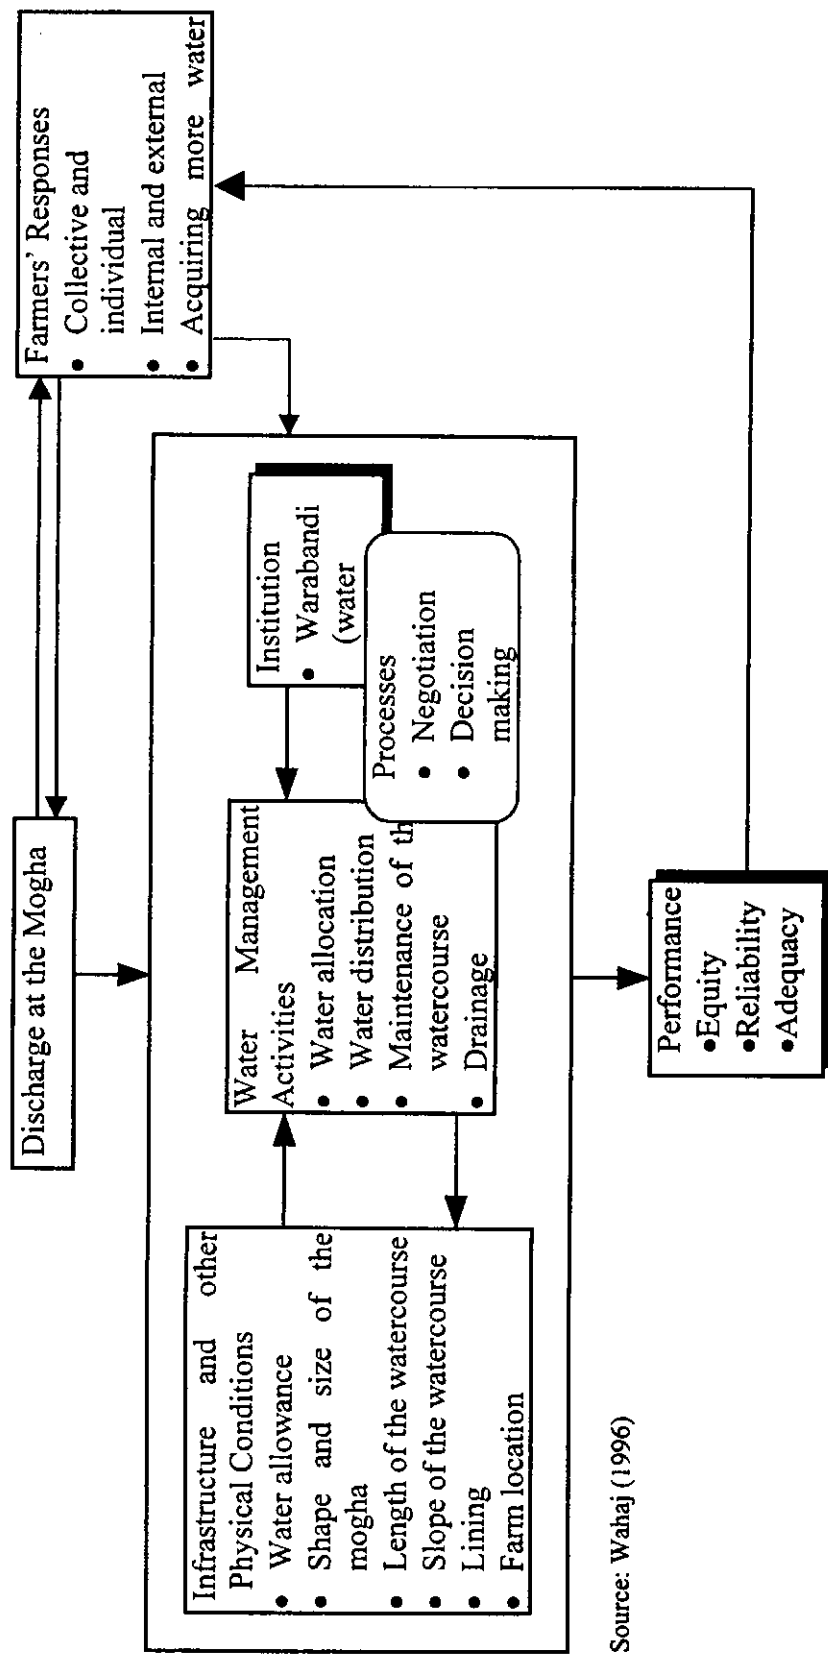 Discharge at the Mogha
Farmers' Responses
• Collective and
individual
• Internal and external
• Acquiring more water
Infrastructure and other
Physical Conditions
• Water allowance
• Shape and size of the
mogha
• Length of the watercourse
• Slope of the watercourse
• Lining
• Farm location
Water Management
Activities
• Water allocation
• Water distribution
• Maintenance of th
watercourse
• Drainage
Institution
• Warabandi
(water
Processes
• Negotiation
• Decision
making
Performance
•Equity
•Reliability
•Adequacy
Source: Wahaj (1996)